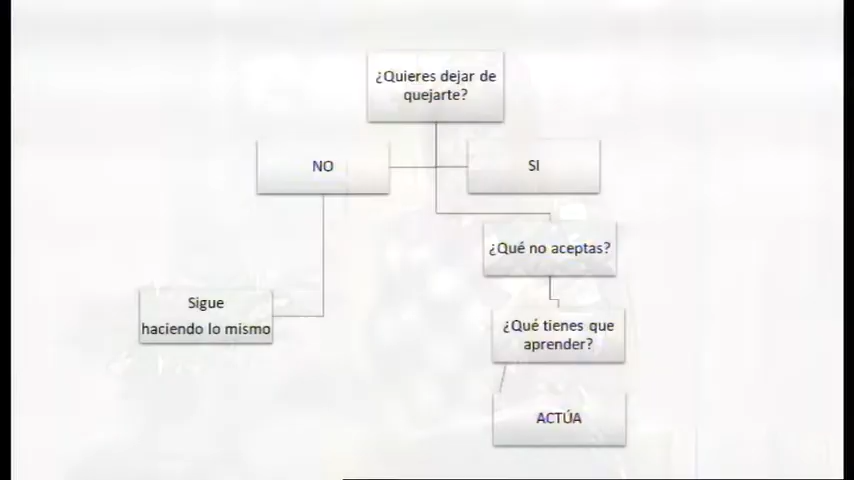 ¿Quieres dejar de
quejarte?
NO
SI
¿Qué no aceptas?
Sigue
haciendo lo mismo
¿Qué tienes que
aprender?
ACTÚA